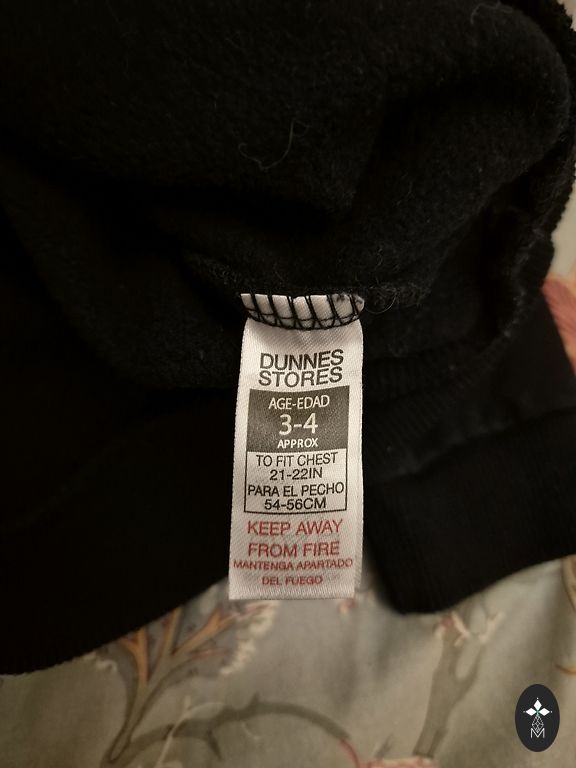 DUNNES
STORES
AGE-EDAD
3-4
APPROX
TO FIT CHEST
21-22IN
PARA EL PECHO
54-56CM
KEEP AWAY
FROM FIRE
MANTENGA APARTADO
DEL FUEGO
M